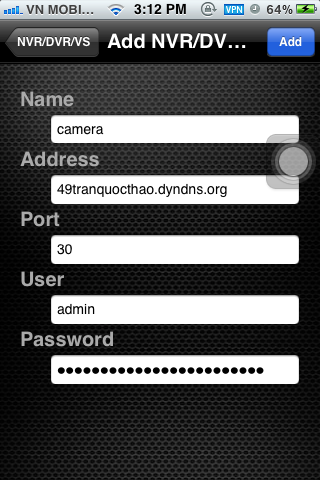 VN MOBI... 3:12 PM VPN 64%
NVR/DVR/VS Add NVR/DV... Add
Name
camera
Address
49tranquocthao.dyndns.org
Port
30
User
admin
Password
••••••••••••••••••••••••